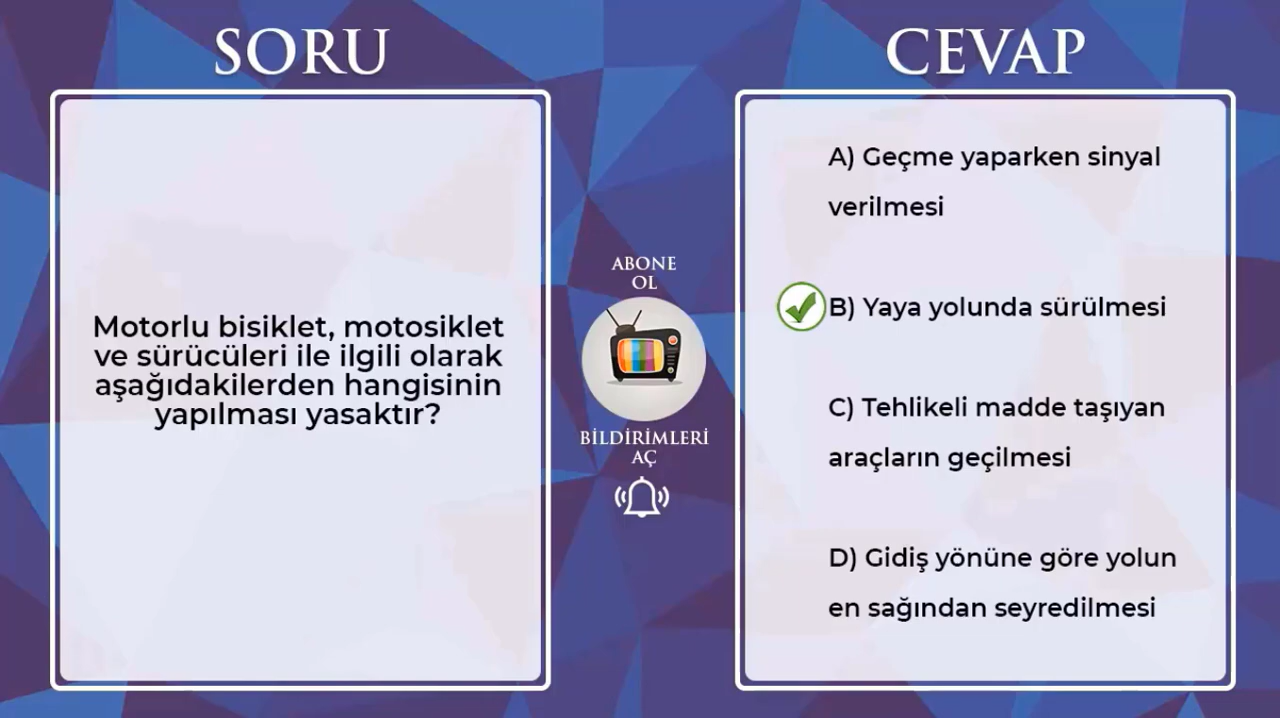 SORU
Motorlu bisiklet, motosiklet
ve sürücüleri ile ilgili olarak
aşağıdakilerden hangisinin
yapılması yasaktır?
ABONE
OL
BİLDİRİMLERİ
AÇ
CEVAP
A) Geçme yaparken sinyal
verilmesi
B) Yaya yolunda sürülmesi
C) Tehlikeli madde taşıyan
araçların geçilmesi
D) Gidiş yönüne göre yolun
en sağından seyredilmesi